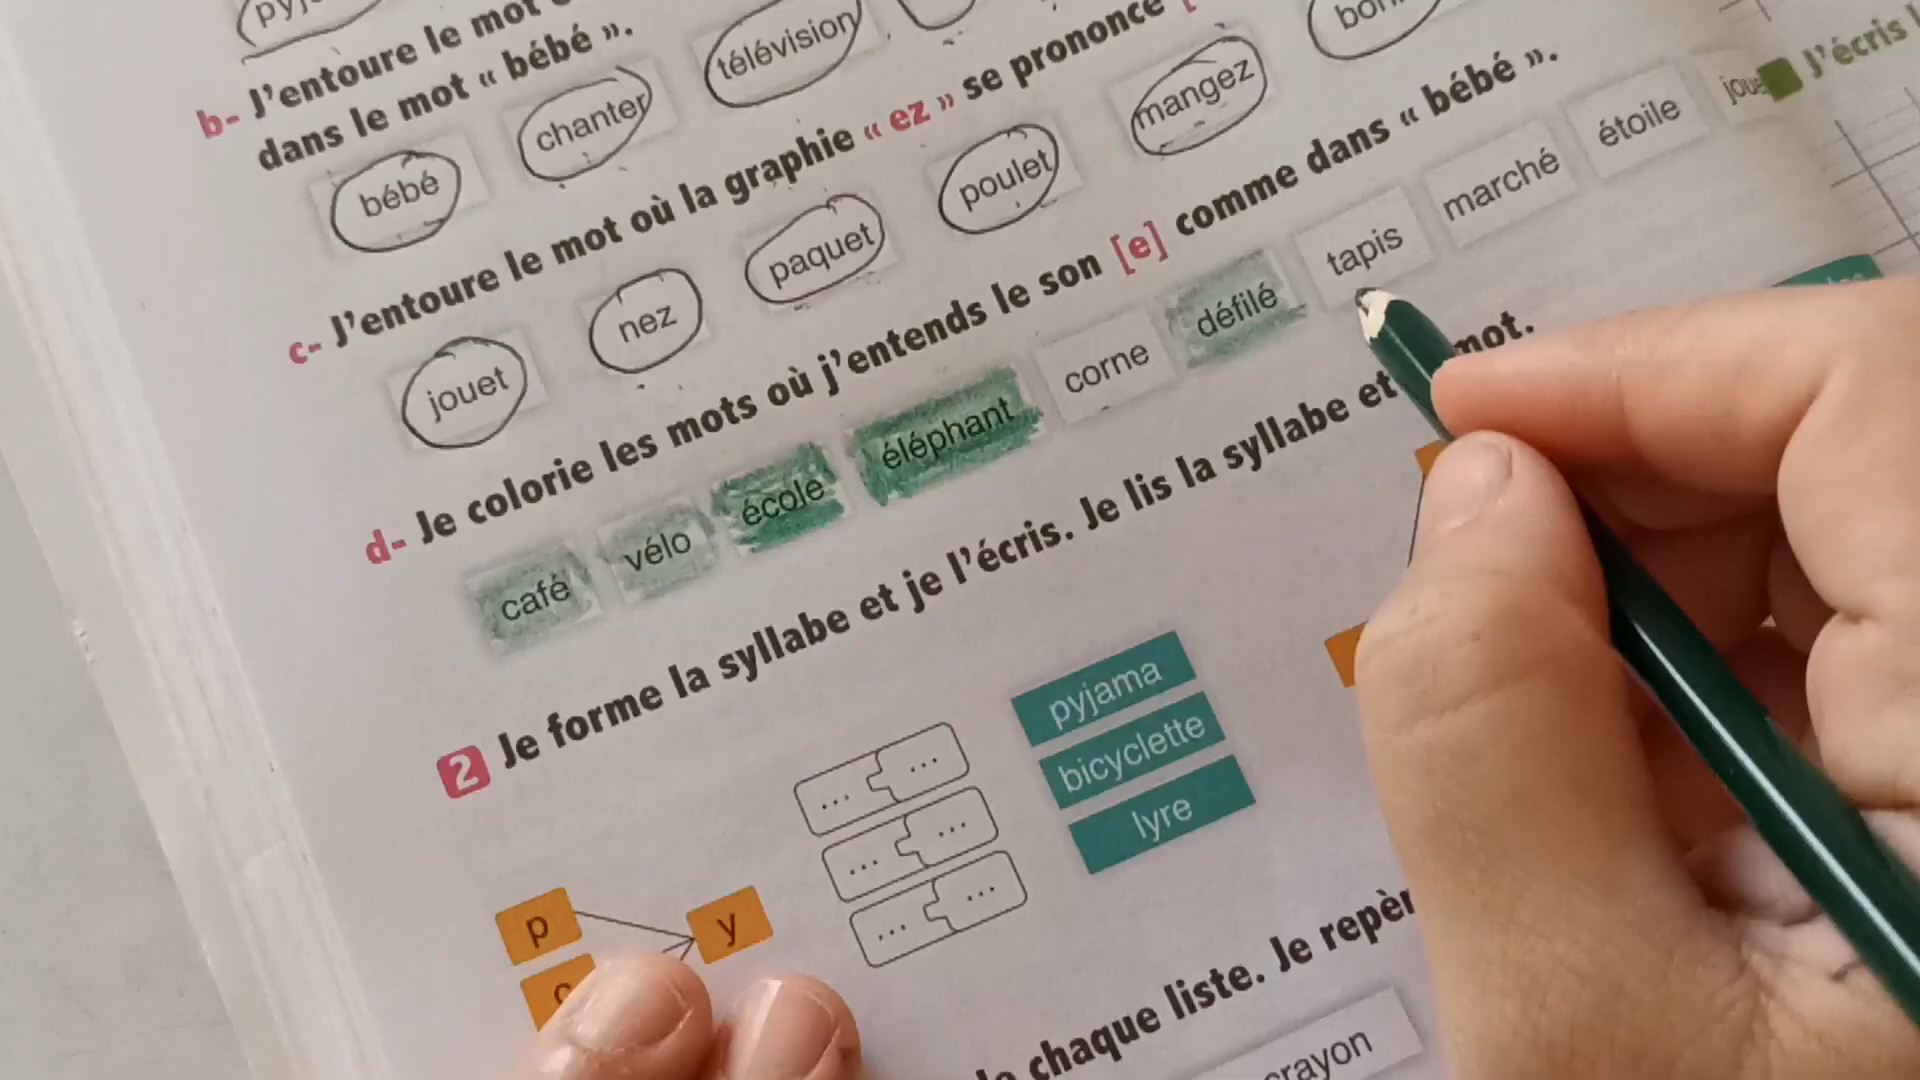 b- J'entoure le mot
dans le mot « bébé ».
bébé chanter télévision
c- J'entoure le mot où la graphie « ez » se prononce [
jouet nez paquet poulet mangez
d- Je colorie les mots où j'entends le son [e] comme dans « bébé ».
café vélo école éléphant corne défilé tapis marché étoile
2 Je forme la syllabe et je l'écris. Je lis la syllabe et mot.
p y
... ...
... ...
... ...
pyjama
bicyclette
lyre
chaque liste. Je repèr
crayon
J'écris l